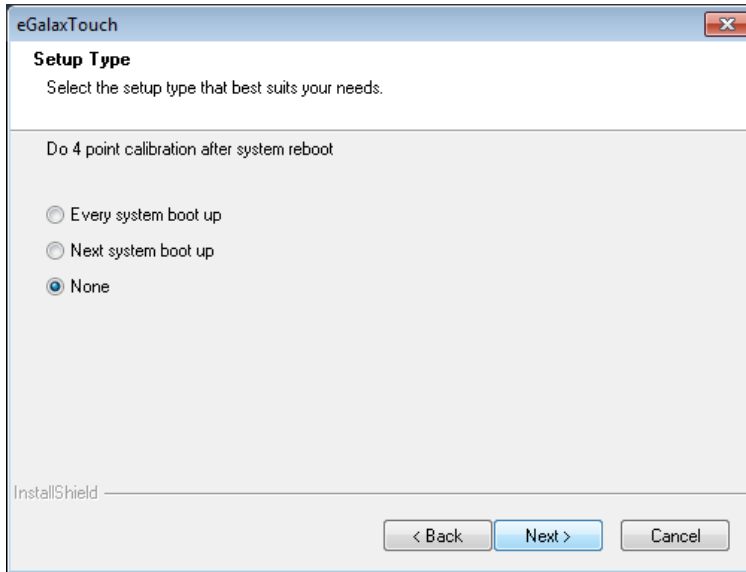 eGalaxTouch
Setup Type
Select the setup type that best suits your needs.
Do 4 point calibration after system reboot
Every system boot up
Next system boot up
None
InstallShield
< Back
Next >
Cancel